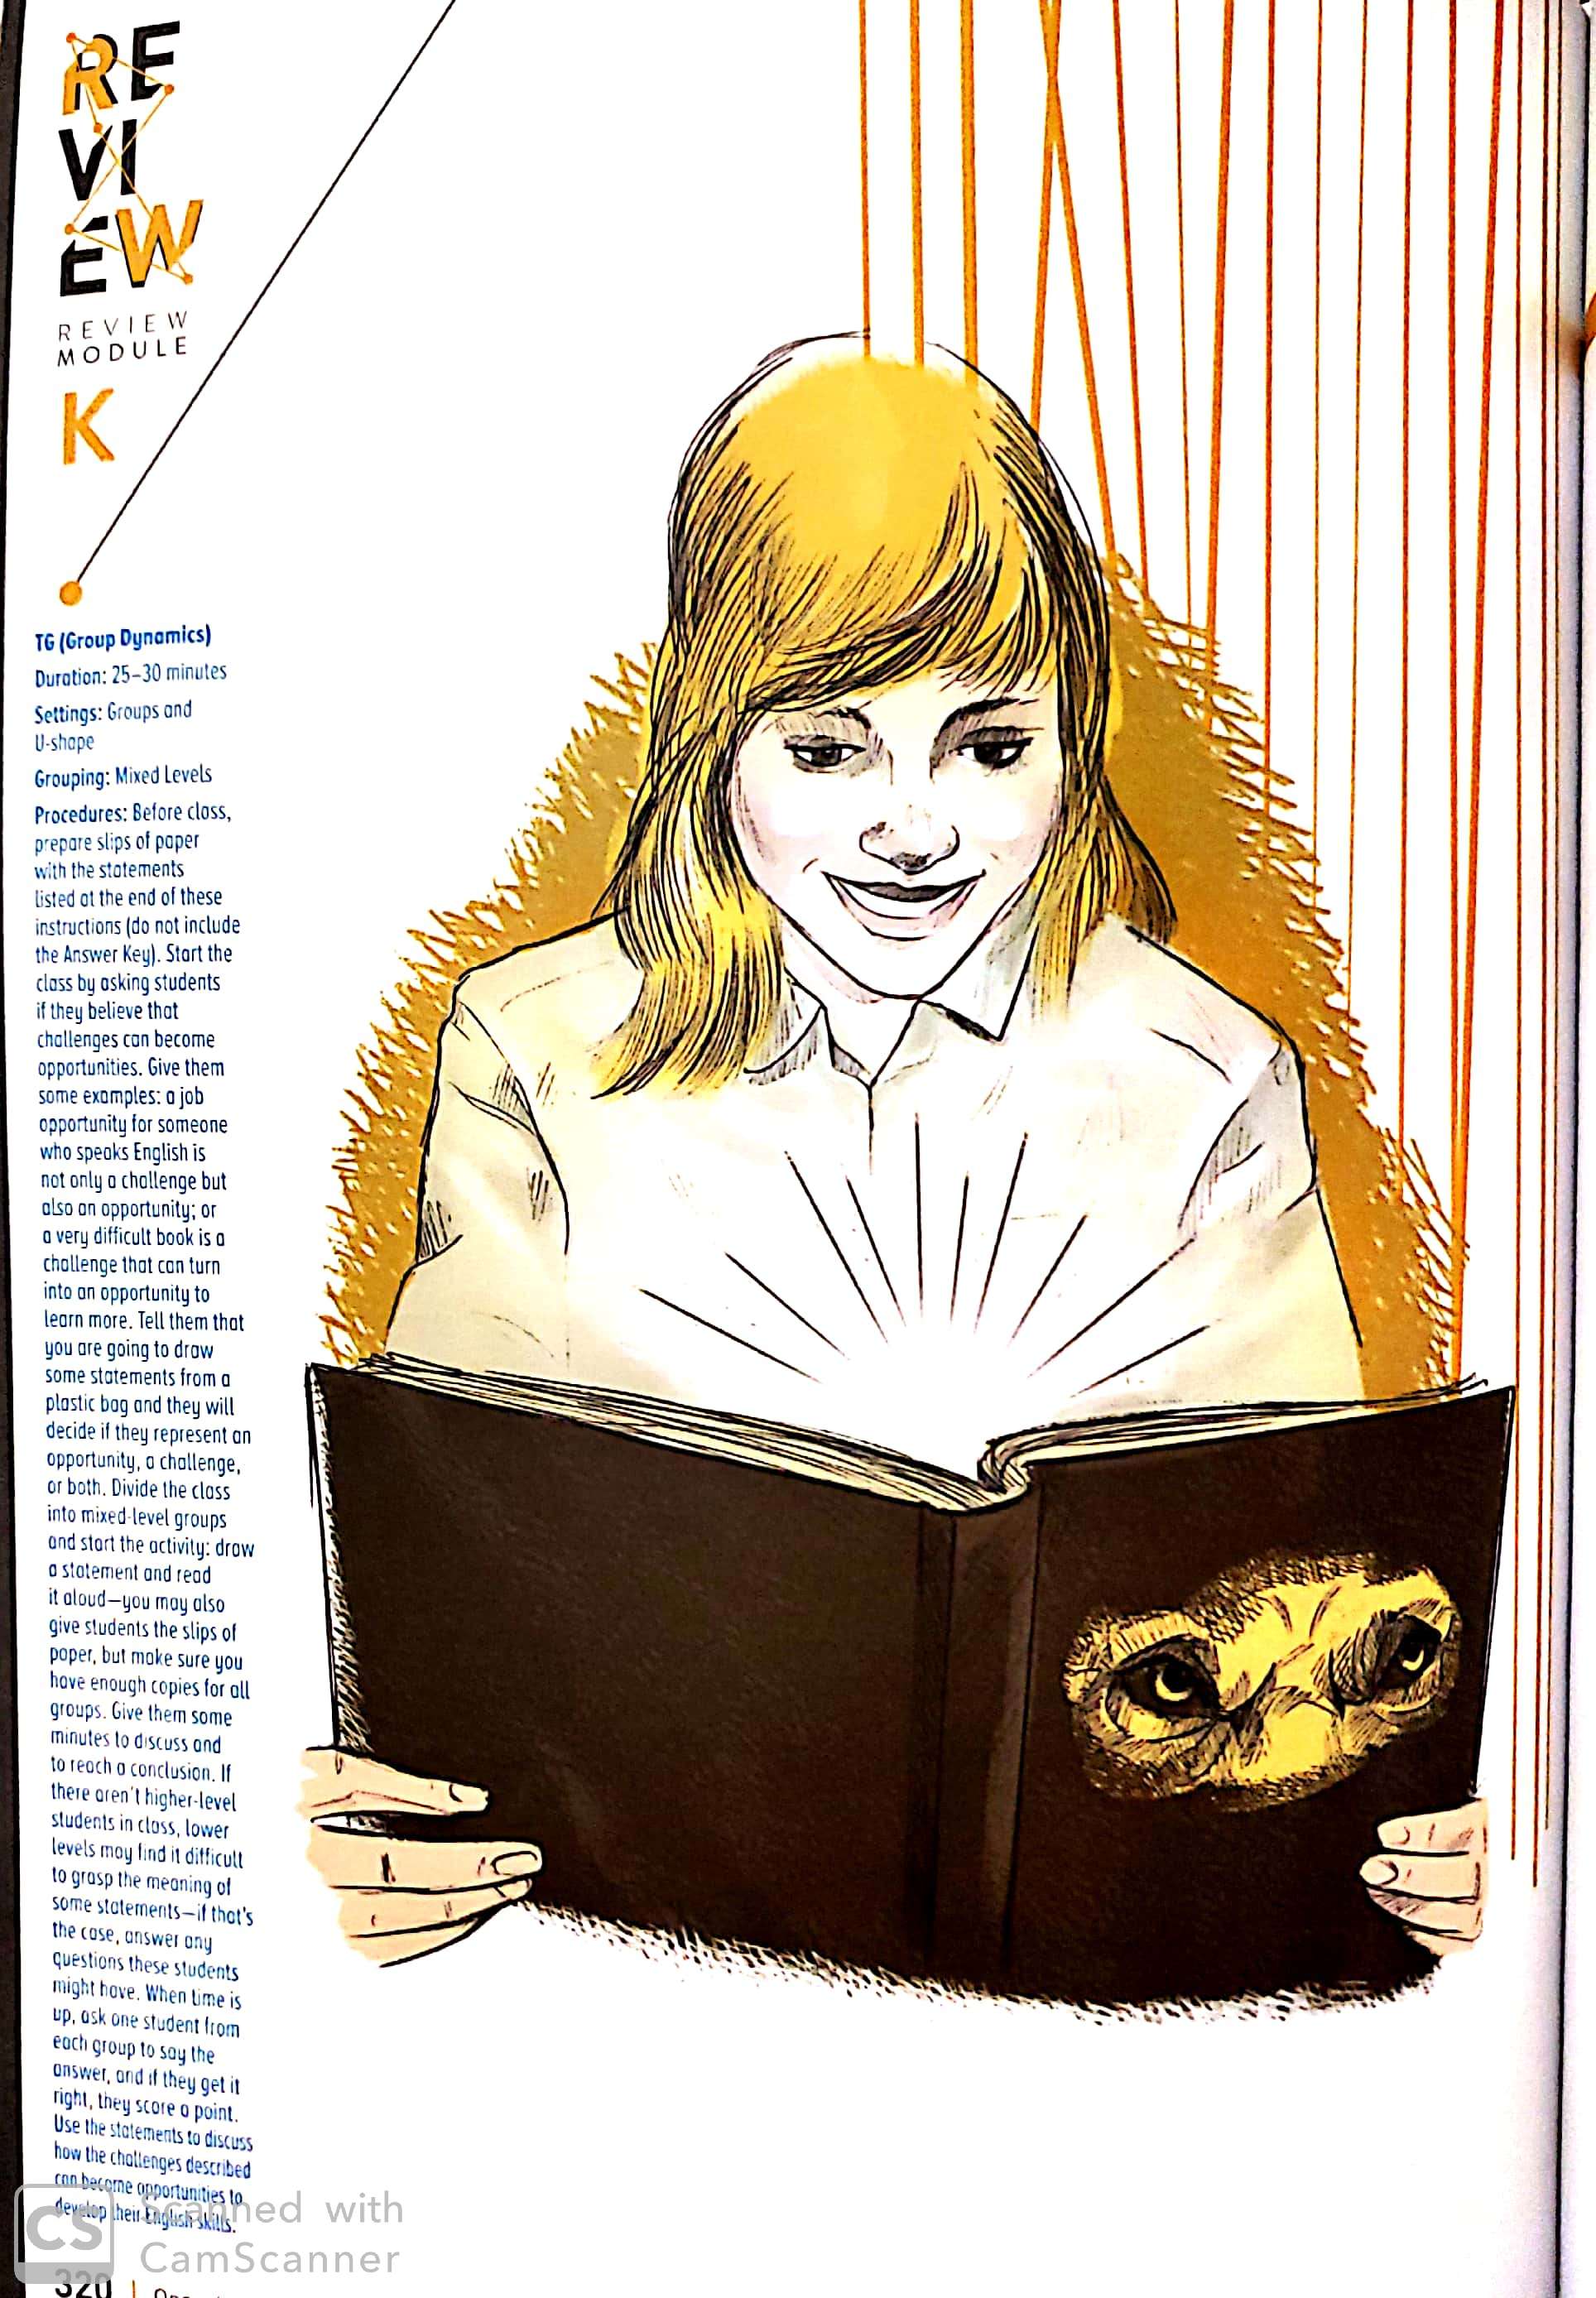 RE
VI
EW
REVIEW
MODULE
K
TG (Group Dynamics)
Duration: 25–30 minutes
Settings: Groups and
U-shape
Grouping: Mixed Levels
Procedures: Before class,
prepare slips of paper
with the statements
listed at the end of these
instructions (do not include
the Answer Key). Start the
class by asking students
if they believe that
challenges can become
opportunities. Give them
some examples: a job
opportunity for someone
who speaks English is
not only a challenge but
also an opportunity; or
a very difficult book is a
challenge that can turn
into an opportunity to
learn more. Tell them that
you are going to draw
some statements from a
plastic bag and they will
decide if they represent an
opportunity, a challenge,
or both. Divide the class
into mixed-level groups
and start the activity: draw
a statement and read
it aloud—you may also
give students the slips of
paper, but make sure you
have enough copies for all
groups. Give them some
minutes to discuss and
to reach a conclusion. If
there aren't higher-level
students in class, lower
levels may find it difficult
to grasp the meaning of
some statements—if that's
the case, answer any
questions these students
might have. When time is
up, ask one student from
each group to say the
answer, and if they get it
right, they score a point.
Use the statements to discuss
how the challenges described
can become opportunities to
develop their English skills.
CS
Scanned with
CamScanner
320 |